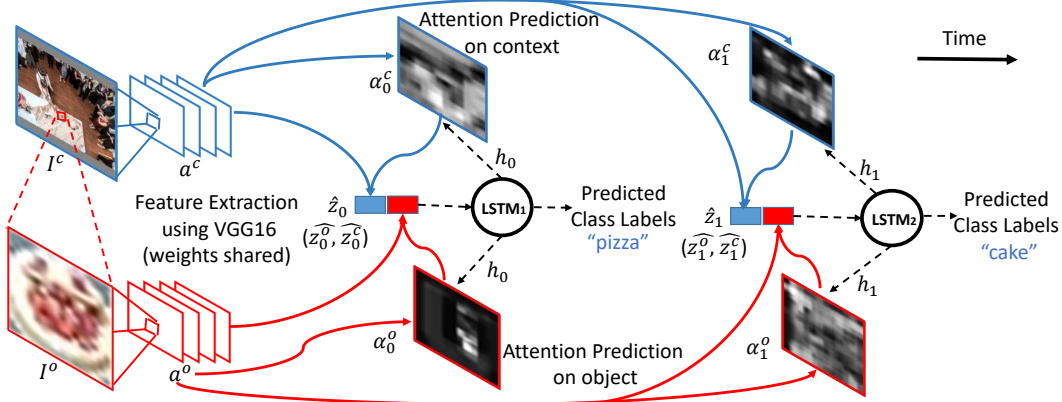 Attention Prediction
on context
Time
α₀ᶜ
α₁ᶜ
Iᶜ
aᶜ
h₀
h₁
Feature Extraction
using VGG16
(weights shared)
ẑ₀
(ẑ₀ᵒ, ẑ₀ᶜ)
LSTM₁
Predicted
Class Labels
"pizza"
ẑ₁
(ẑ₁ᵒ, ẑ₁ᶜ)
LSTM₂
Predicted
Class Labels
"cake"
h₀
h₁
α₀ᵒ
α₁ᵒ
Attention Prediction
on object
Iᵒ
aᵒ